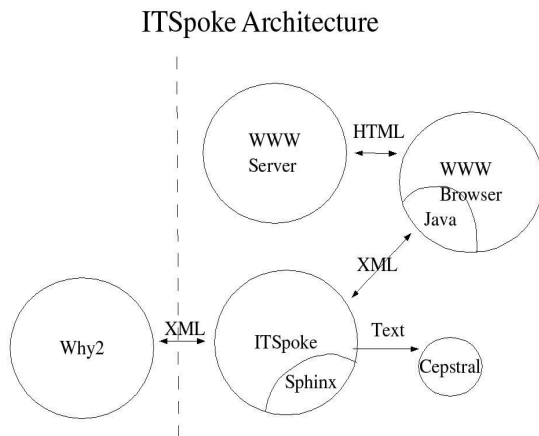 ITSpoke Architecture
WWW
Server
HTML
WWW
Browser
Java
XML
Why2
XML
ITSpoke
Sphinx
Text
Cepstral